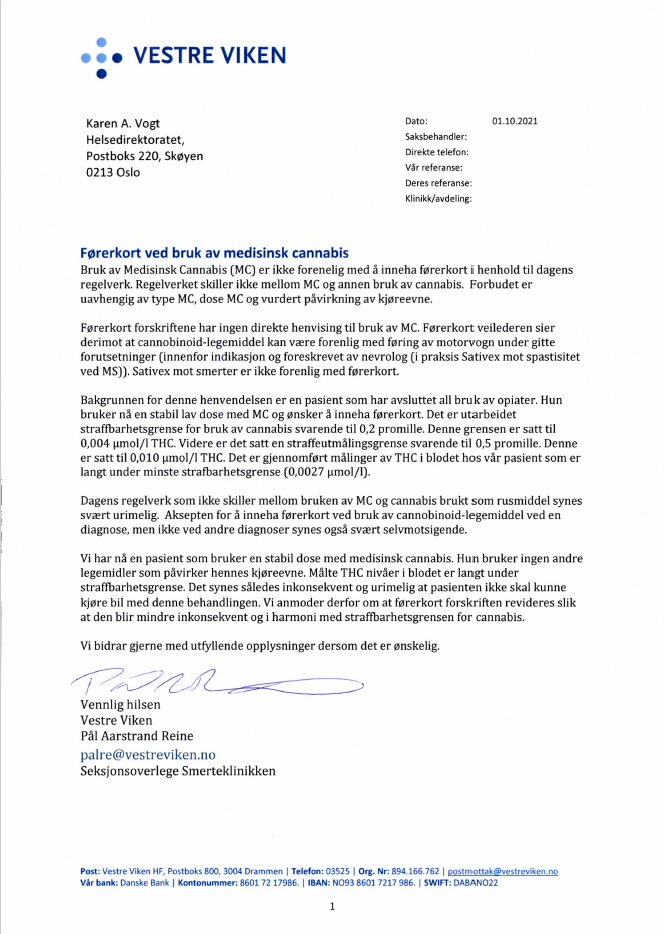 VESTRE VIKEN
Karen A. Vogt
Helsedirektoratet,
Postboks 220, Skøyen
0213 Oslo
Dato: 01.10.2021
Saksbehandler:
Direkte telefon:
Vår referanse:
Deres referanse:
Klinikk/avdeling:
Førerkort ved bruk av medisinsk cannabis
Bruk av Medisinsk Cannabis (MC) er ikke forenelig med å inneha førerkort i henhold til dagens
regelverk. Regelverket skiller ikke mellom MC og annen bruk av cannabis. Forbudet er
uavhengig av type MC, dose MC og vurdert påvirkning av kjøreevne.
Førerkort forskriftene har ingen direkte henvising til bruk av MC. Førerkort veilederen sier
derimot at cannobinoid-legemiddel kan være forenlig med føring av motorvogn under gitte
forutsetninger (innenfor indikasjon og foreskrevet av nevrolog (i praksis Sativex mot spastisitet
ved MS)). Sativex mot smerter er ikke forenlig med førerkort.
Bakgrunnen for denne henvendelsen er en pasient som har avsluttet all bruk av opiater. Hun
bruker nå en stabil lav dose med MC og ønsker å inneha førerkort. Det er utarbeidet
straffbarhetsgrense for bruk av cannabis svarende til 0,2 promille. Denne grensen er satt til
0,004 µmol/l THC. Videre er det satt en straffeutmålingsgrense svarende til 0,5 promille. Denne
er satt til 0,010 µmol/l THC. Det er gjennomført målinger av THC i blodet hos vår pasient som er
langt under minste strafbarhetsgrense (0,0027 µmol/l).
Dagens regelverk som ikke skiller mellom bruken av MC og cannabis brukt som rusmiddel synes
svært urimelig. Aksepten for å inneha førerkort ved bruk av cannobinoid-legemiddel ved en
diagnose, men ikke ved andre diagnoser synes også svært selvmotsigende.
Vi har nå en pasient som bruker en stabil dose med medisinsk cannabis. Hun bruker ingen andre
legemidler som påvirker hennes kjøreevne. Målte THC nivåer i blodet er langt under
straffbarhetsgrense. Det synes således inkonsekvent og urimelig at pasienten ikke skal kunne
kjøre bil med denne behandlingen. Vi anmoder derfor om at førerkort forskriften revideres slik
at den blir mindre inkonsekvent og i harmoni med straffbarhetsgrensen for cannabis.
Vi bidrar gjerne med utfyllende opplysninger dersom det er ønskelig.
Vennlig hilsen
Vestre Viken
Pål Aarstrand Reine
palre@vestreviken.no
Seksjonsoverlege Smerteklinikken
Post: Vestre Viken HF, Postboks 800, 3004 Drammen | Telefon: 03525 | Org. Nr: 894.166.762 | postmottak@vestreviken.no
Vår bank: Danske Bank | Kontonummer: 8601 72 17986. | IBAN: NO93 8601 7217 986. | SWIFT: DABANO22
1